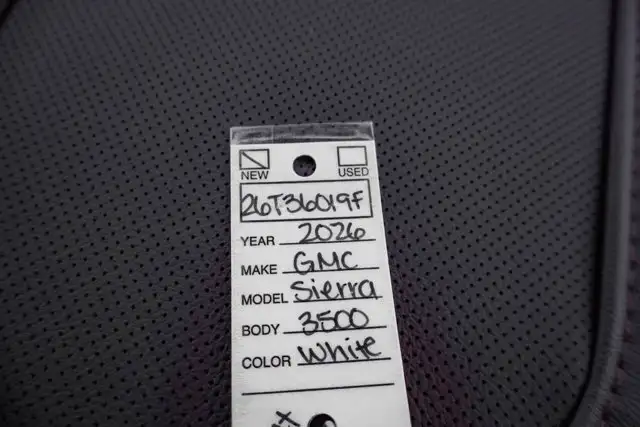 NEW USED
26T36019F
YEAR 2026
MAKE GMC
MODEL Sierra
BODY 3500
COLOR White